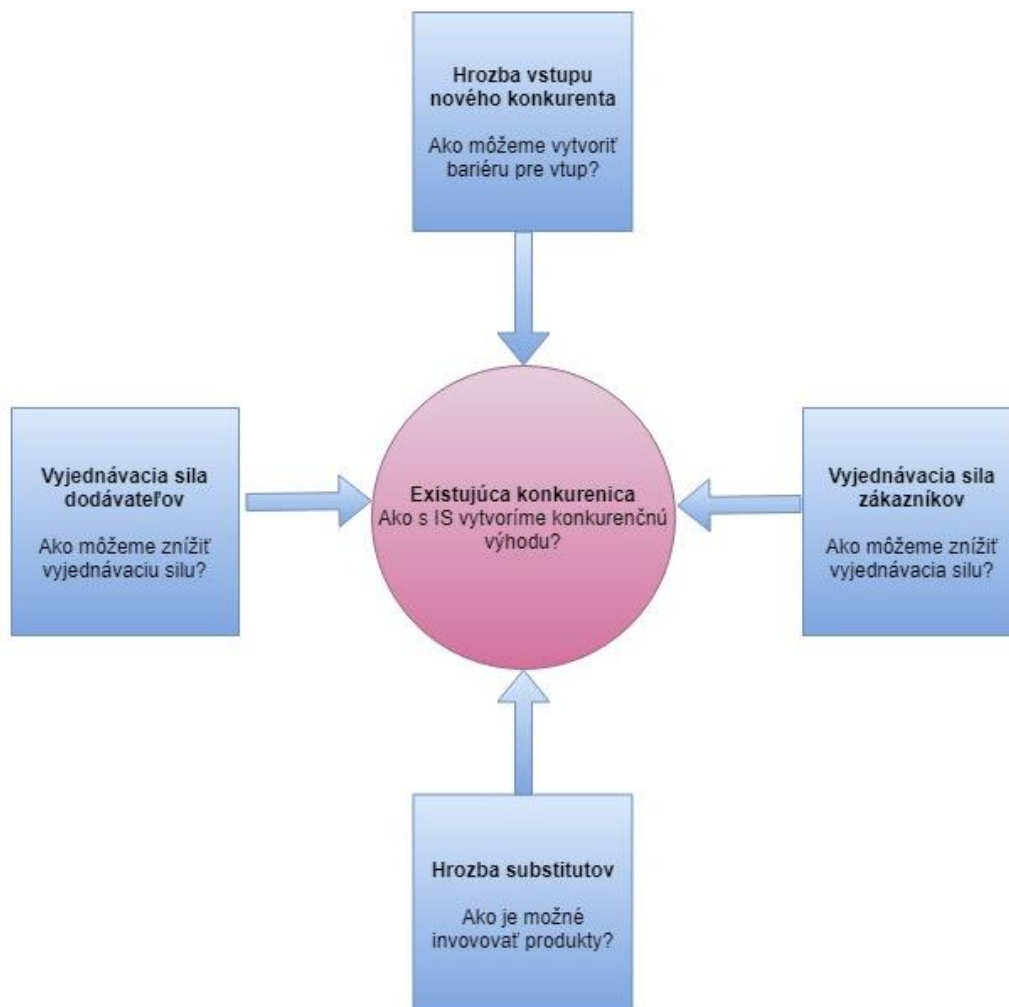 Hrozba vstupu
nového konkurenta
Ako môžeme vytvoriť
bariéru pre vtup?
Vyjednávacia sila
dodávateľov
Ako môžeme znížiť
vyjednávaciu silu?
Existujúca konkurenica
Ako s IS vytvoríme konkurenčnú
výhodu?
Vyjednávacia sila
zákazníkov
Ako môžeme znížiť
vyjednávacia silu?
Hrozba substitutov
Ako je možné
invovovať produkty?